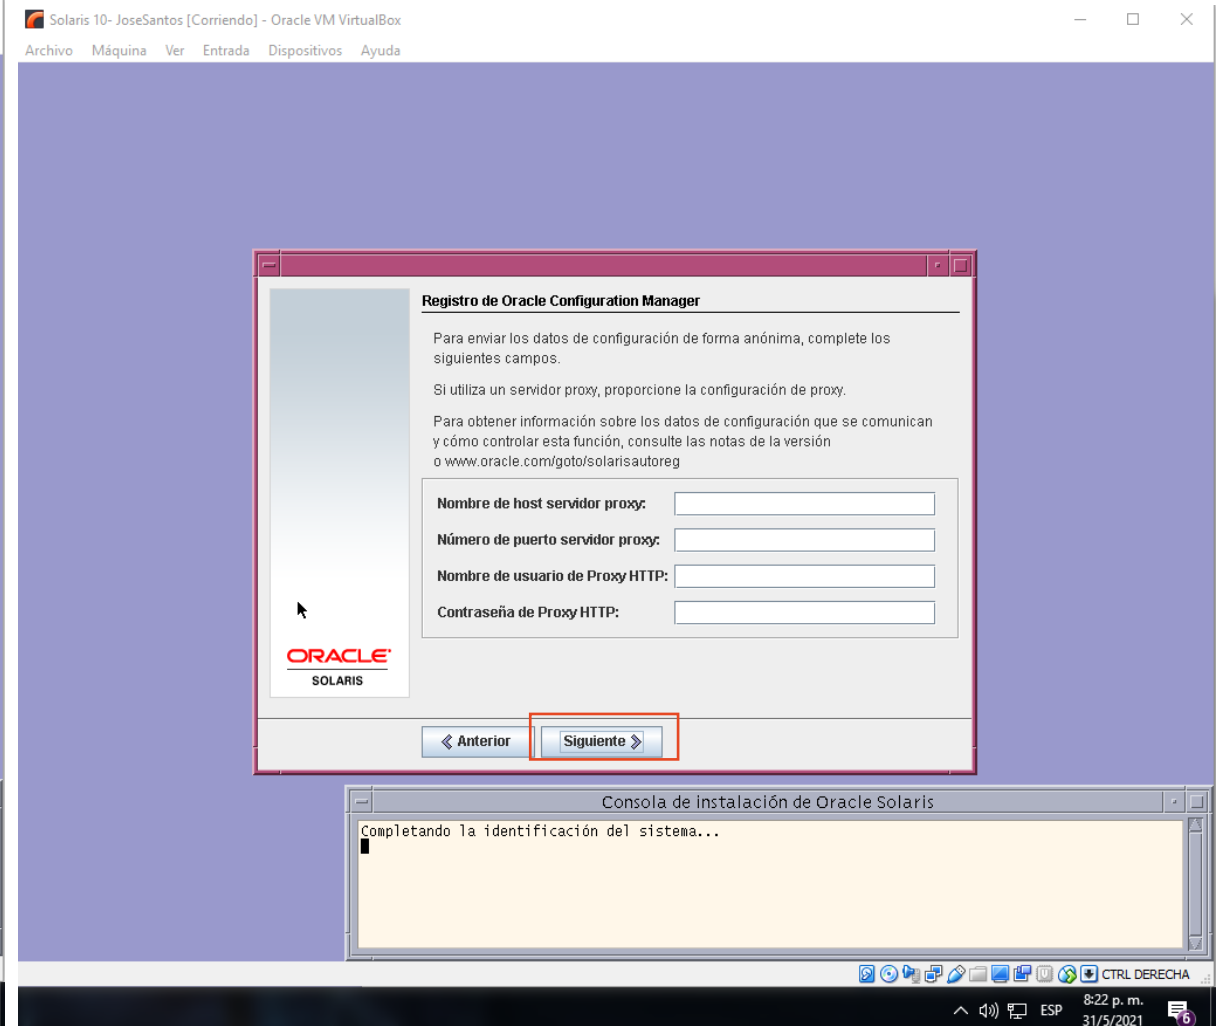 Solaris 10- JoseSantos [Corriendo] - Oracle VM VirtualBox
Archivo Máquina Ver Entrada Dispositivos Ayuda
Registro de Oracle Configuration Manager
Para enviar los datos de configuración de forma anónima, complete los
siguientes campos.
Si utiliza un servidor proxy, proporcione la configuración de proxy.
Para obtener información sobre los datos de configuración que se comunican
y cómo controlar esta función, consulte las notas de la versión
o www.oracle.com/goto/solarisautoreg
Nombre de host servidor proxy:
Número de puerto servidor proxy:
Nombre de usuario de Proxy HTTP:
Contraseña de Proxy HTTP:
ORACLE
SOLARIS
Anterior
Siguiente
Consola de instalación de Oracle Solaris
Completando la identificación del sistema...
CTRL DERECHA
ESP
8:22 p. m.
31/5/2021
6